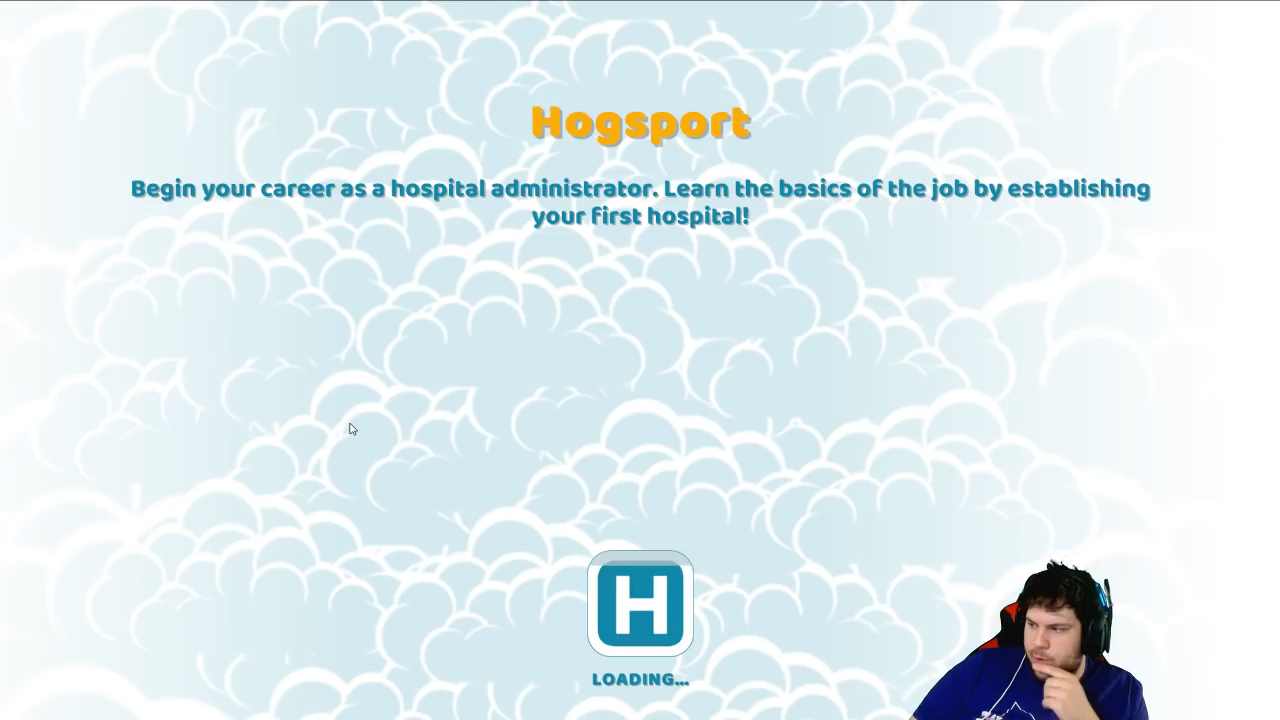 Hogsport
Begin your career as a hospital administrator. Learn the basics of the job by establishing
your first hospital!
H
LOADING...